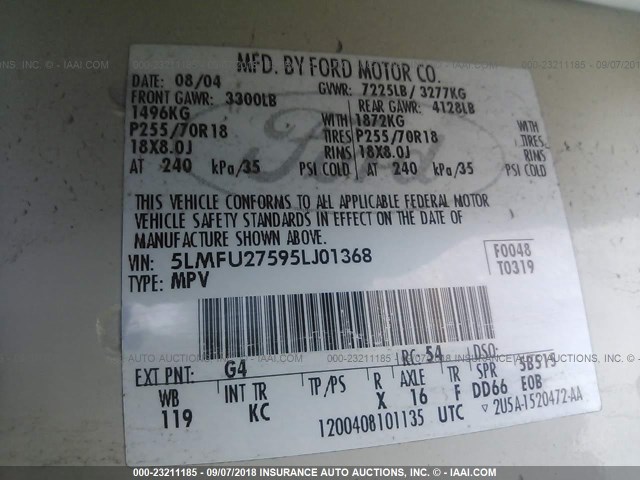 MFD. BY FORD MOTOR CO.
DATE: 08/04 GVWR: 7225LB / 3277KG
FRONT GAWR: 3300LB REAR GAWR: 4128LB
1496KG WITH 1872KG WITH
P255/70R18 TIRES P255/70R18 TIRES
18X8.0J RIMS 18X8.0J RIMS
AT 240 kPa/35 PSI COLD AT 240 kPa/35 PSI COLD
THIS VEHICLE CONFORMS TO ALL APPLICABLE FEDERAL MOTOR
VEHICLE SAFETY STANDARDS IN EFFECT ON THE DATE OF
MANUFACTURE SHOWN ABOVE.
VIN: 5LMFU27595LJ01368 F0048
TYPE: MPV T0319
EXT PNT: G4 RC: 54 DSO: 5B515
WB INT TR TP/PS R AXLE TR SPR EOB
119 KC X 16 F DD66
1200408101135 UTC ▽ 2U5A-1520472-AA
Ford
000-23211185 - 09/07/2018 INSURANCE AUTO AUCTIONS, INC. © - IAAI.COM